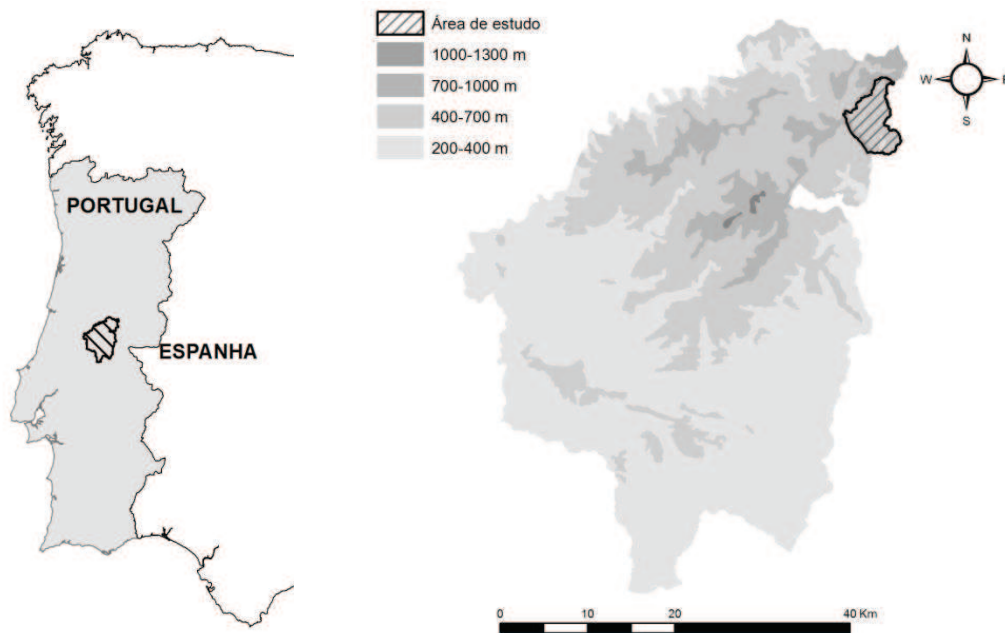 PORTUGAL
ESPANHA
Área de estudo
1000-1300 m
700-1000 m
400-700 m
200-400 m
N
W
E
S
0 10 20 40 Km